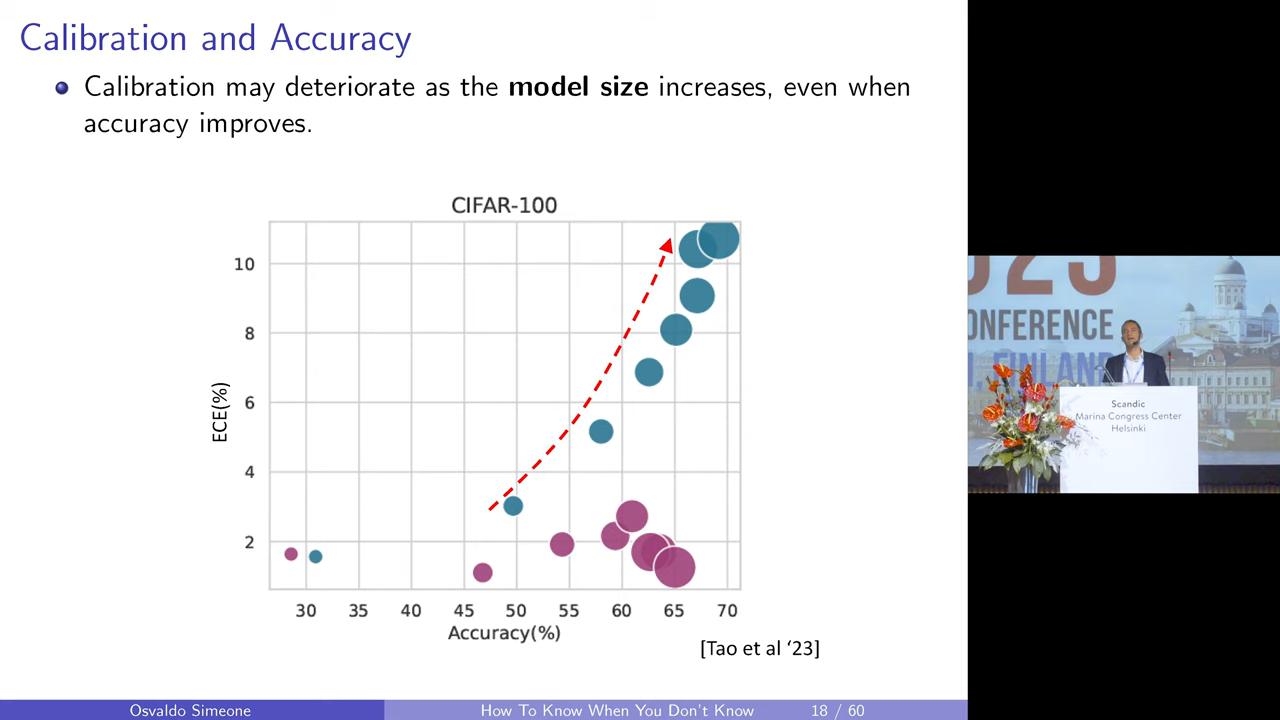 Calibration and Accuracy
Calibration may deteriorate as the model size increases, even when
accuracy improves.
CIFAR-100
10
8
6
4
2
ECE(%)
30 35 40 45 50 55 60 65 70
Accuracy(%)
[Tao et al ‘23]
Osvaldo Simeone How To Know When You Don't Know 18 / 60
ONFERENCE
FINLAND
Scandic
Marina Congress Center
Helsinki